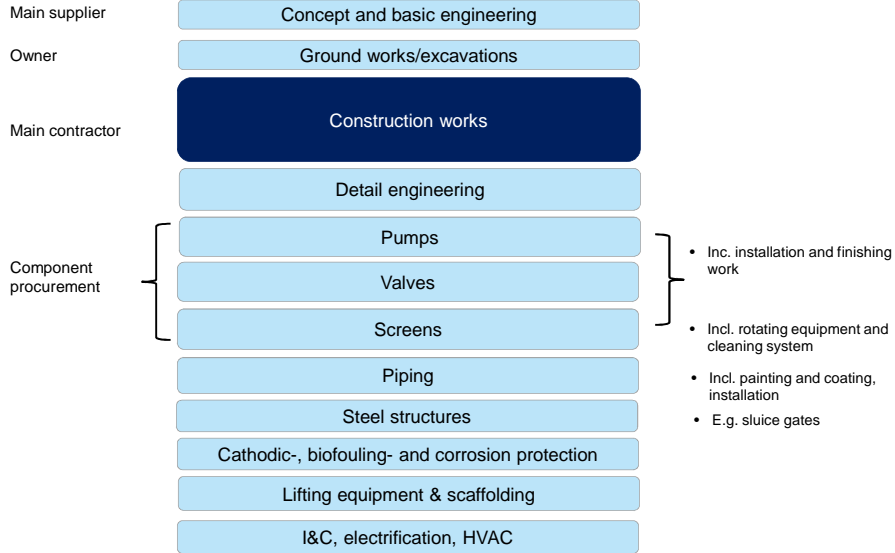 Main supplier
Concept and basic engineering
Owner
Ground works/excavations
Main contractor
Construction works
Detail engineering
Component
procurement
Pumps
Valves
Screens
• Inc. installation and finishing
work
• Incl. rotating equipment and
cleaning system
Piping
• Incl. painting and coating,
installation
Steel structures
• E.g. sluice gates
Cathodic-, biofouling- and corrosion protection
Lifting equipment & scaffolding
I&C, electrification, HVAC